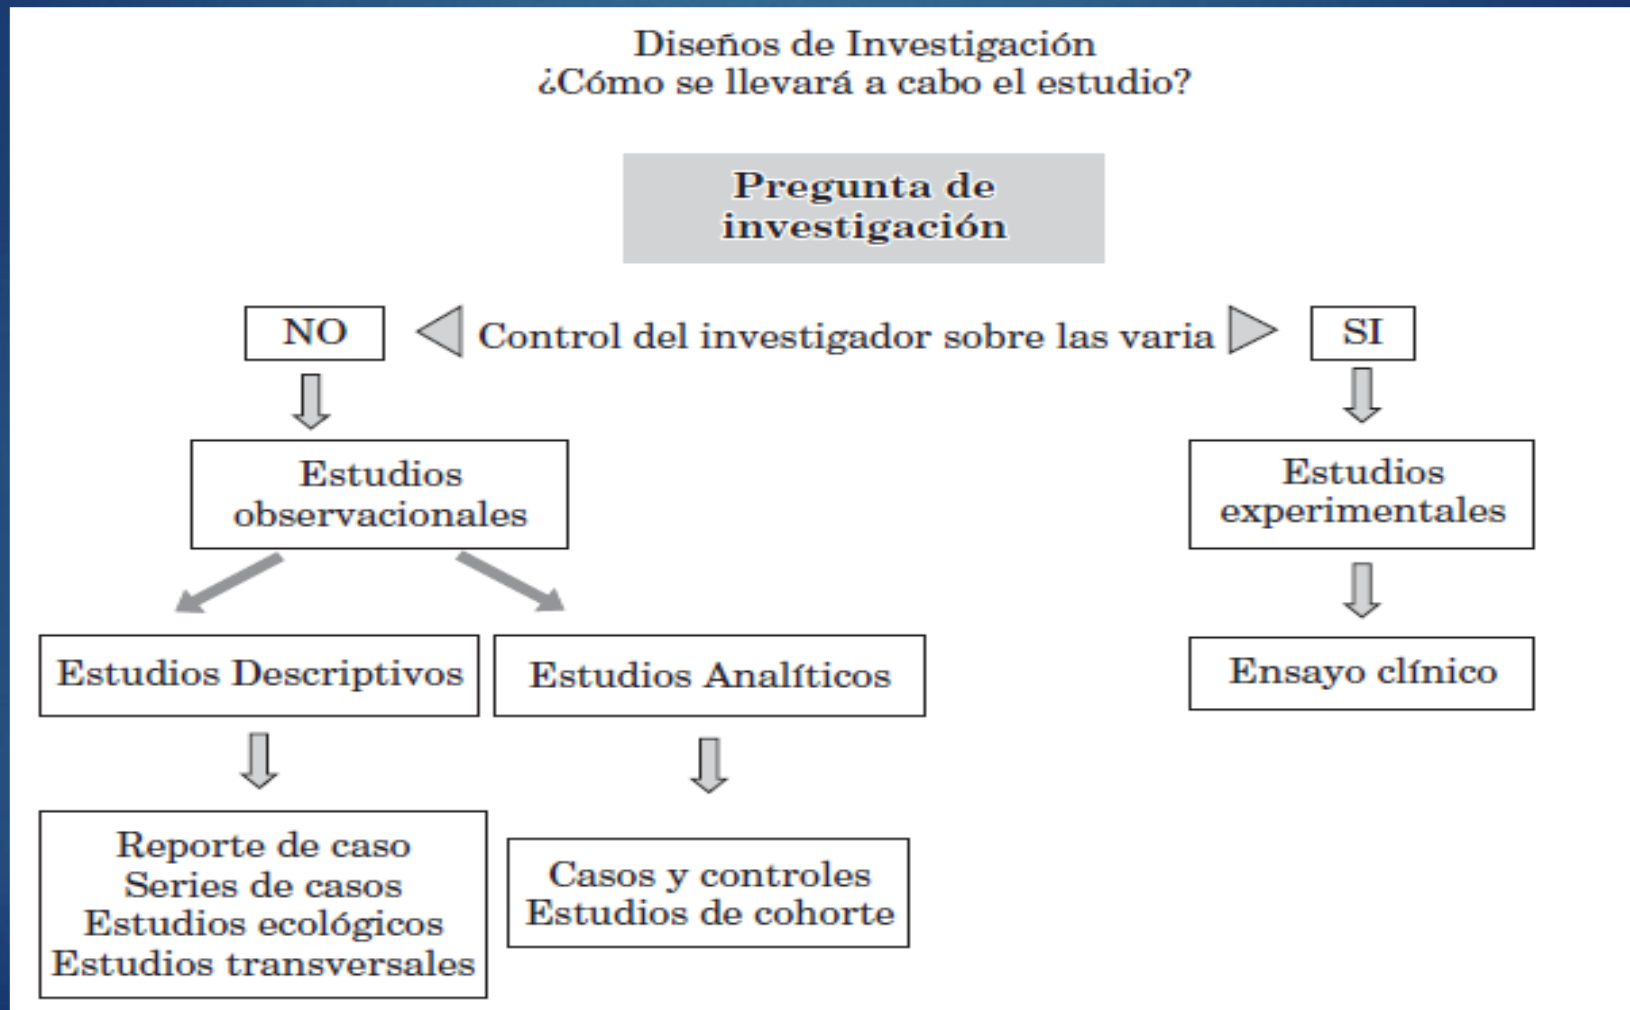 Diseños de Investigación
¿Cómo se llevará a cabo el estudio?
Pregunta de
investigación
NO
Control del investigador sobre las varia
SI
Estudios
observacionales
Estudios
experimentales
Estudios Descriptivos
Estudios Analíticos
Ensayo clínico
Reporte de caso
Series de casos
Estudios ecológicos
Estudios transversales
Casos y controles
Estudios de cohorte